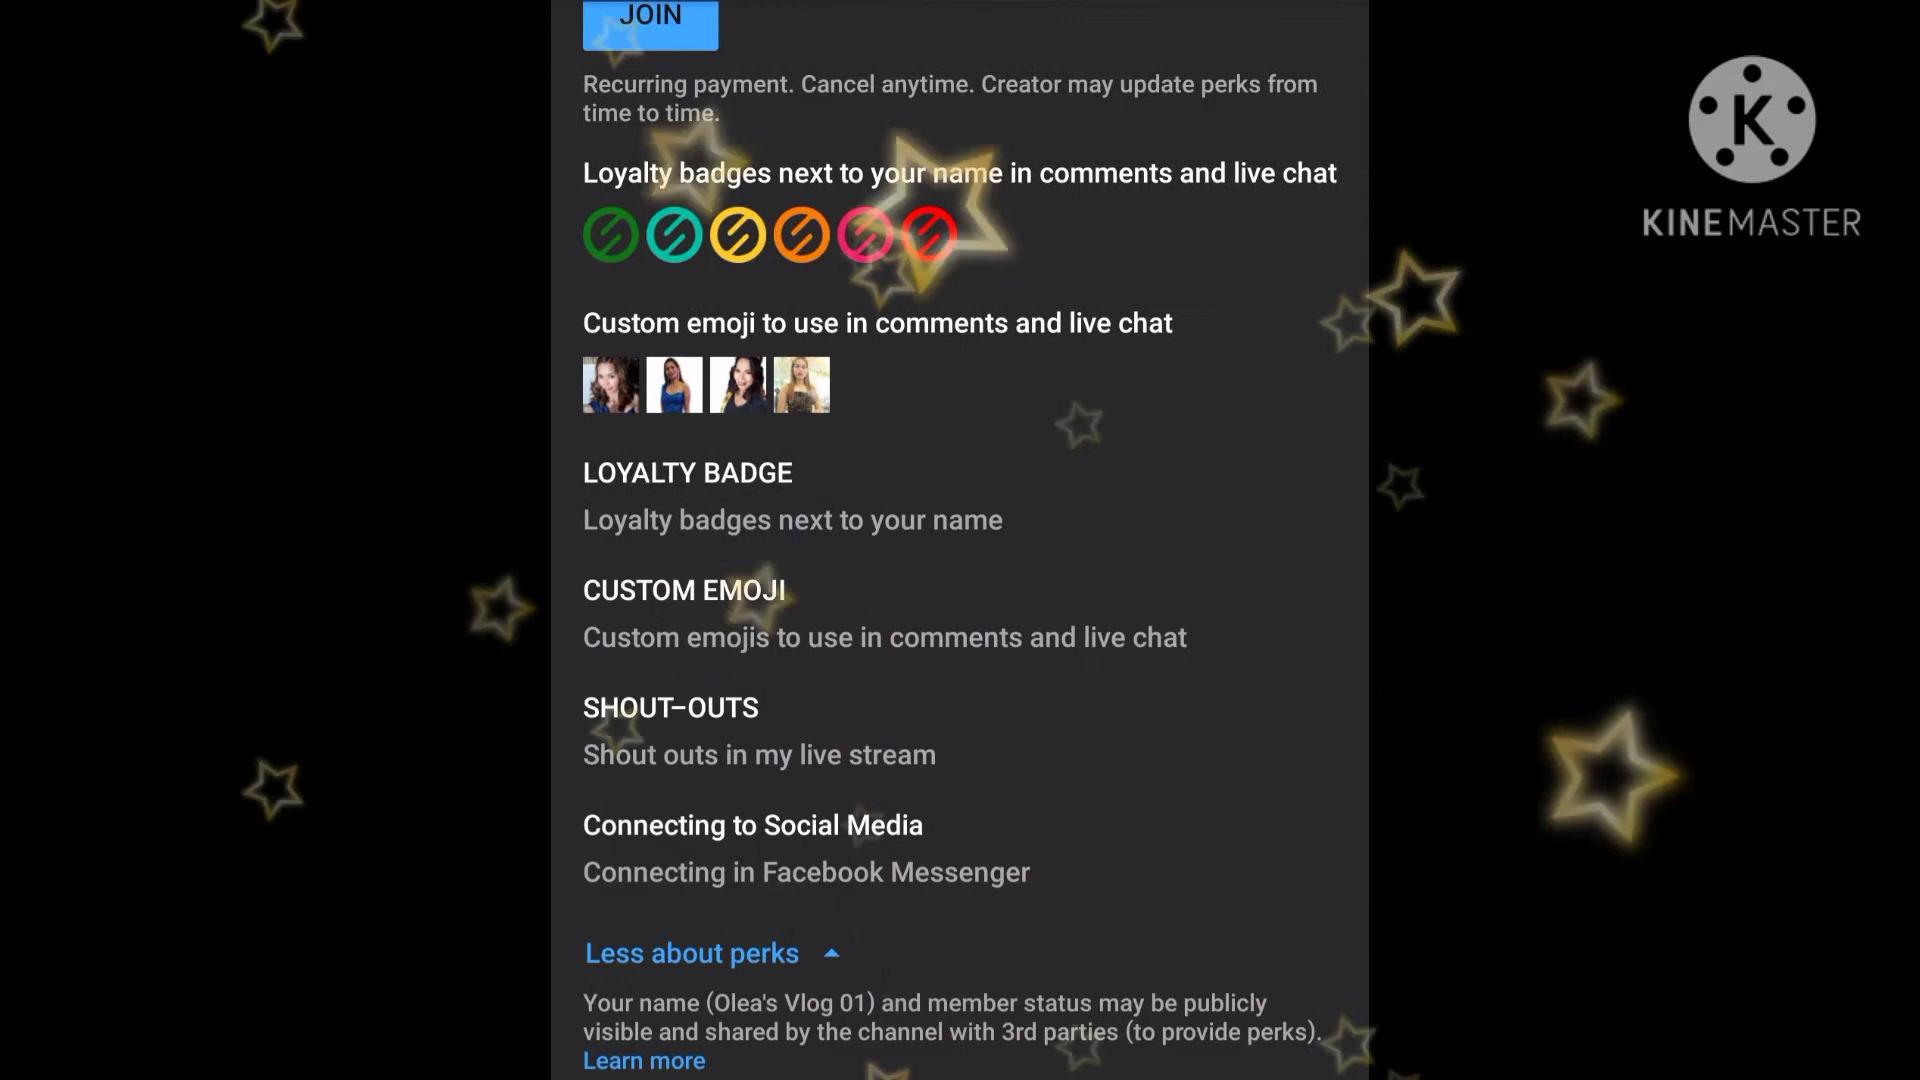 JOIN
Recurring payment. Cancel anytime. Creator may update perks from
time to time.
Loyalty badges next to your name in comments and live chat
Custom emoji to use in comments and live chat
LOYALTY BADGE
Loyalty badges next to your name
CUSTOM EMOJI
Custom emojis to use in comments and live chat
SHOUT-OUTS
Shout outs in my live stream
Connecting to Social Media
Connecting in Facebook Messenger
Less about perks
Your name (Olea's Vlog 01) and member status may be publicly
visible and shared by the channel with 3rd parties (to provide perks).
Learn more
K
KINEMASTER